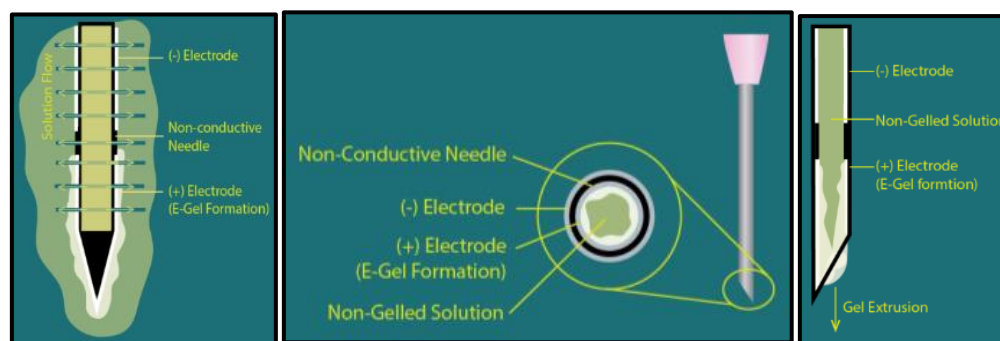 Solution Flow
(-) Electrode
Non-conductive
Needle
(+) Electrode
(E-Gel Formation)
Non-Conductive Needle
(-) Electrode
(+) Electrode
(E-Gel Formation)
Non-Gelled Solution
(-) Electrode
Non-Gelled Solution
(+) Electrode
(E-Gel formtion)
Gel Extrusion